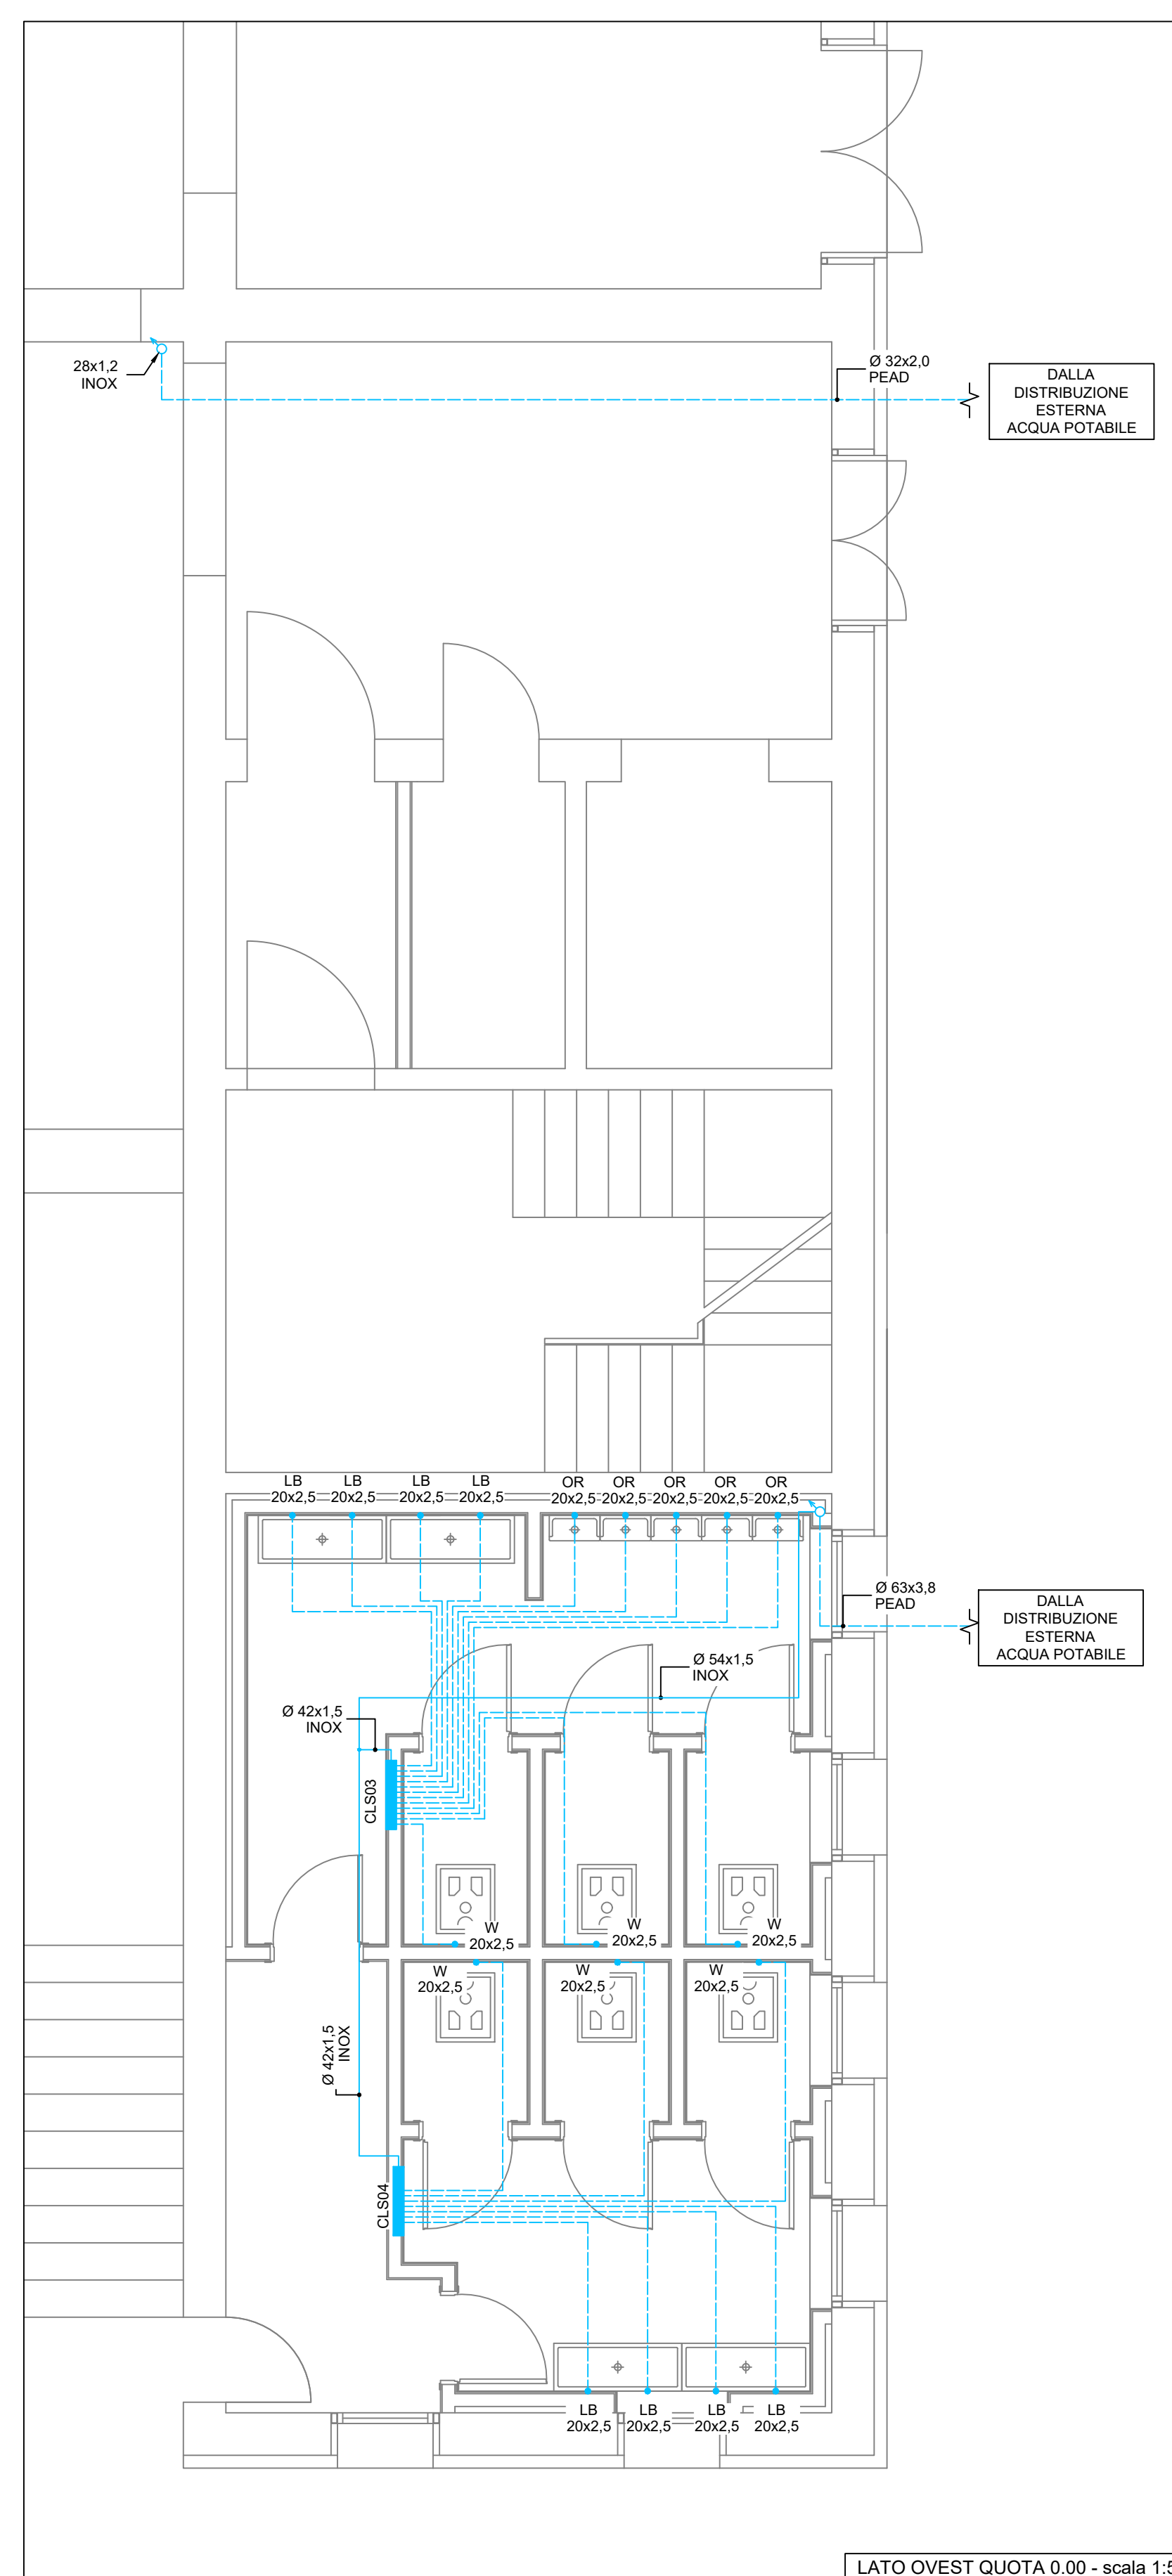 28x1,2
INOX
Ø 32x2,0
PEAD
DALLA
DISTRIBUZIONE
ESTERNA
ACQUA POTABILE
LB
20x2,5
LB
20x2,5
LB
20x2,5
LB
20x2,5
OR
20x2,5
OR
20x2,5
OR
20x2,5
OR
20x2,5
OR
20x2,5
Ø 63x3,8
PEAD
DALLA
DISTRIBUZIONE
ESTERNA
ACQUA POTABILE
Ø 54x1,5
INOX
Ø 42x1,5
INOX
CLS03
W
20x2,5
W
20x2,5
W
20x2,5
W
20x2,5
W
20x2,5
W
20x2,5
Ø 42x1,5
INOX
CLS04
LB
20x2,5
LB
20x2,5
LB
20x2,5
LB
20x2,5
LATO OVEST QUOTA 0.00 - scala